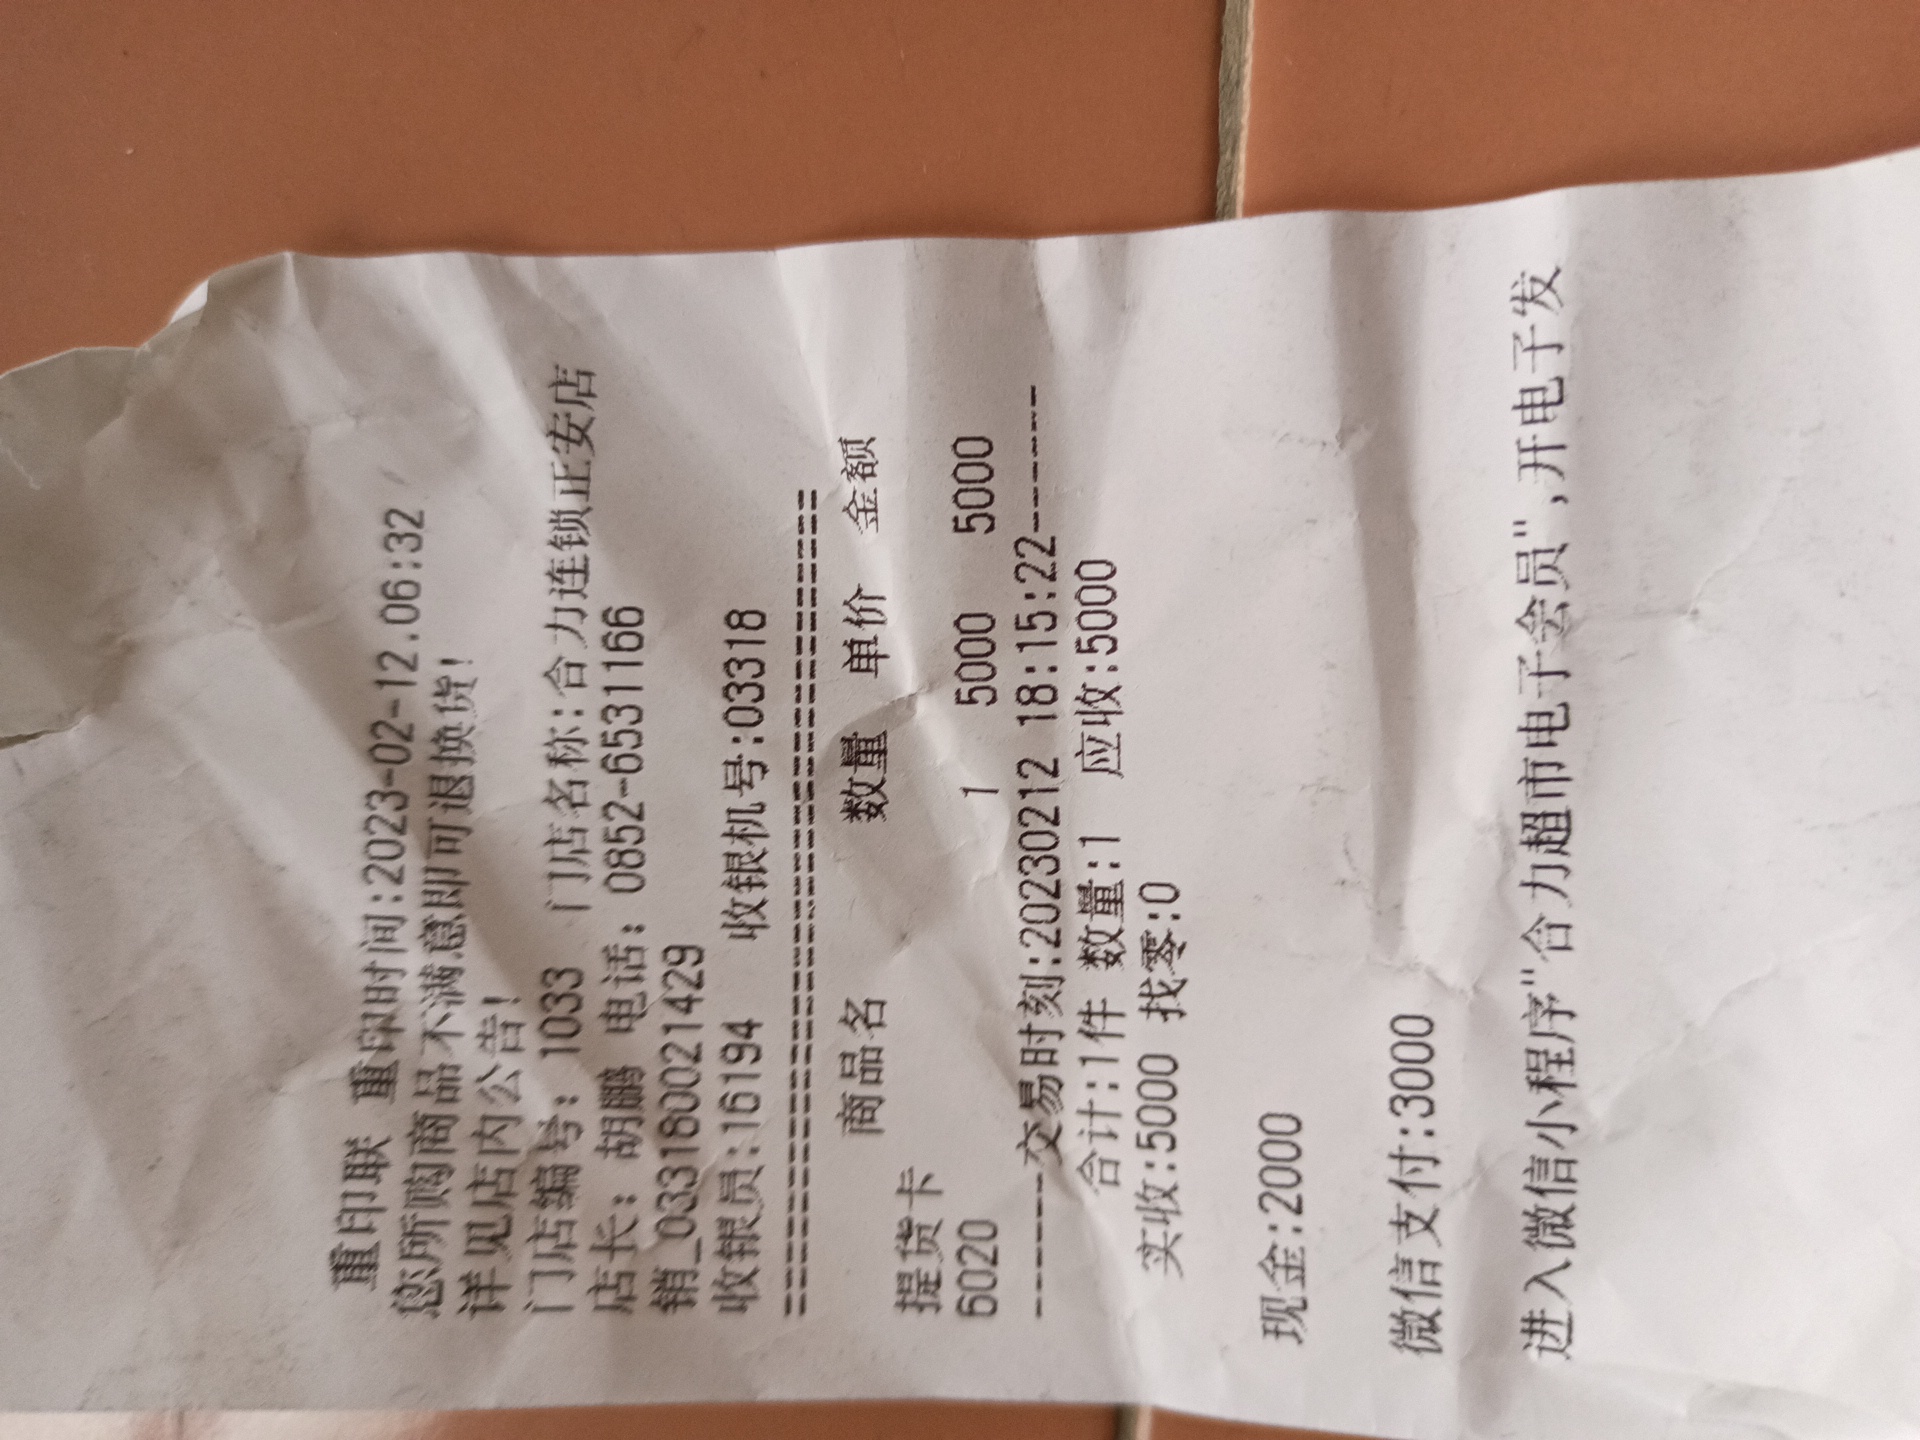 重印联 重印时间:2023-02-12.06:32
您所购商品不满意即可退换货!
详见店内公告!
门店编号: 1033 门店名称:合力连锁正安店
店长: 胡鹏 电话: 0852-6531166
销_0331800021429
收银员:16194 收银机号:03318
================================
商品名 数量 单价 金额
提货卡
6020 1 5000 5000
--------交易时刻:20230212 18:15:22--------
合计:1件 数量:1 应收:5000
实收:5000 找零:0
现金:2000
微信支付:3000
进入微信小程序"合力超市电子会员",开电子发